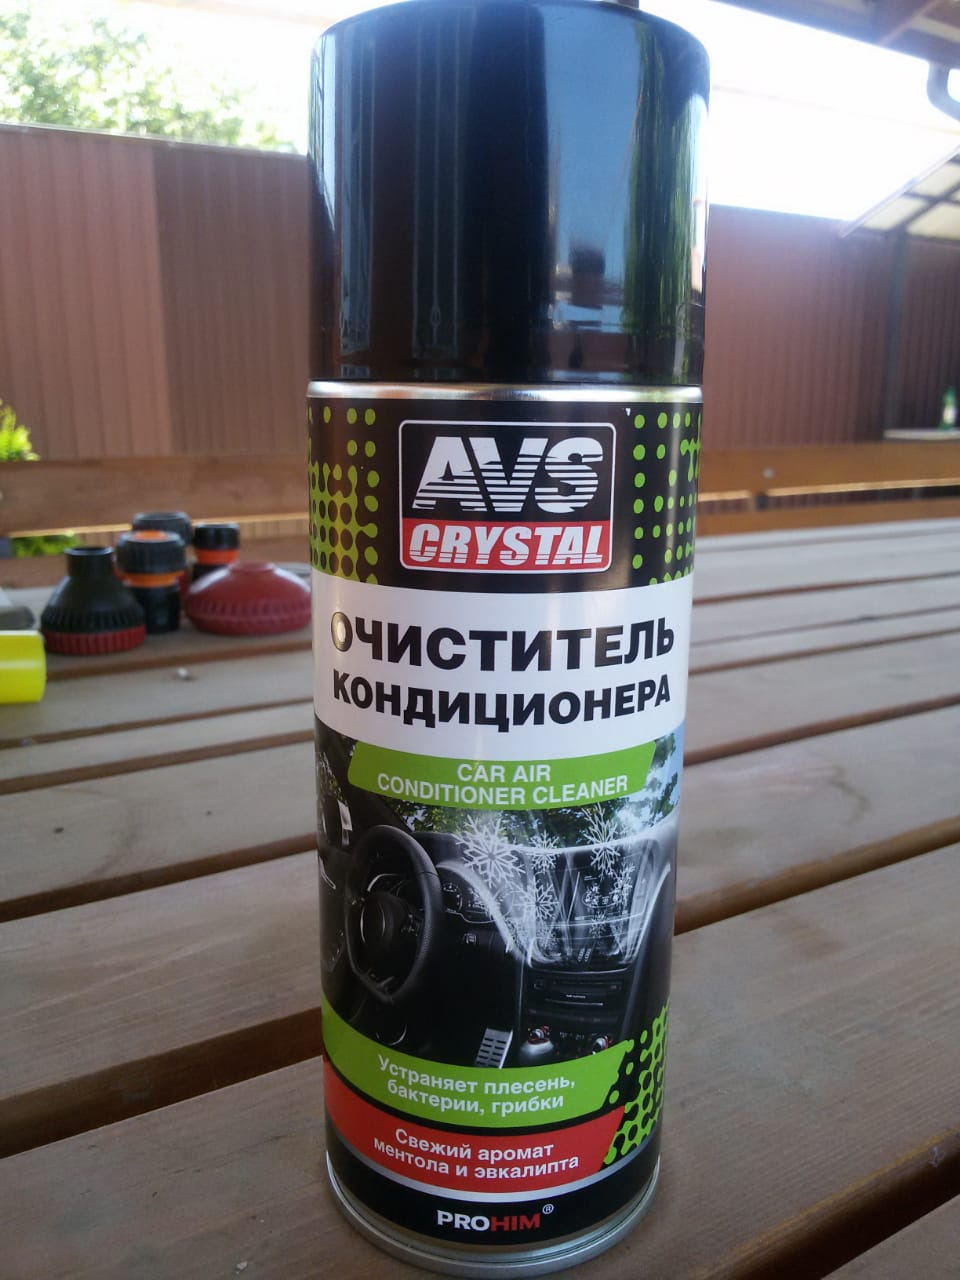 AVS
CRYSTAL
ОЧИСТИТЕЛЬ
КОНДИЦИОНЕРА
CAR AIR
CONDITIONER CLEANER
Устраняет плесень,
бактерии, грибки
Свежий аромат
ментола и эвкалипта
PROHIM®